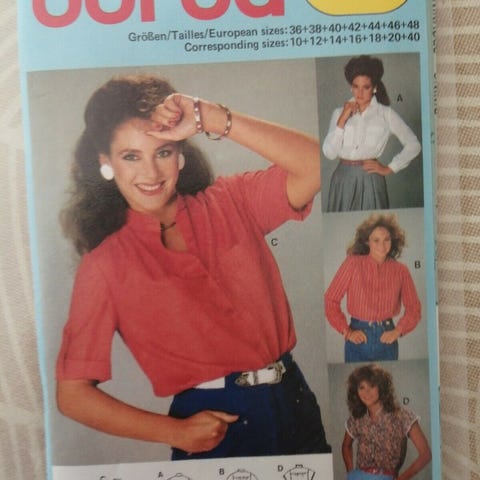 burda
Größen/Tailles/European sizes: 36+38+40+42+44+46+48
Corresponding sizes: 10+12+14+16+18+20+40
A
C
B
D
A
B
D